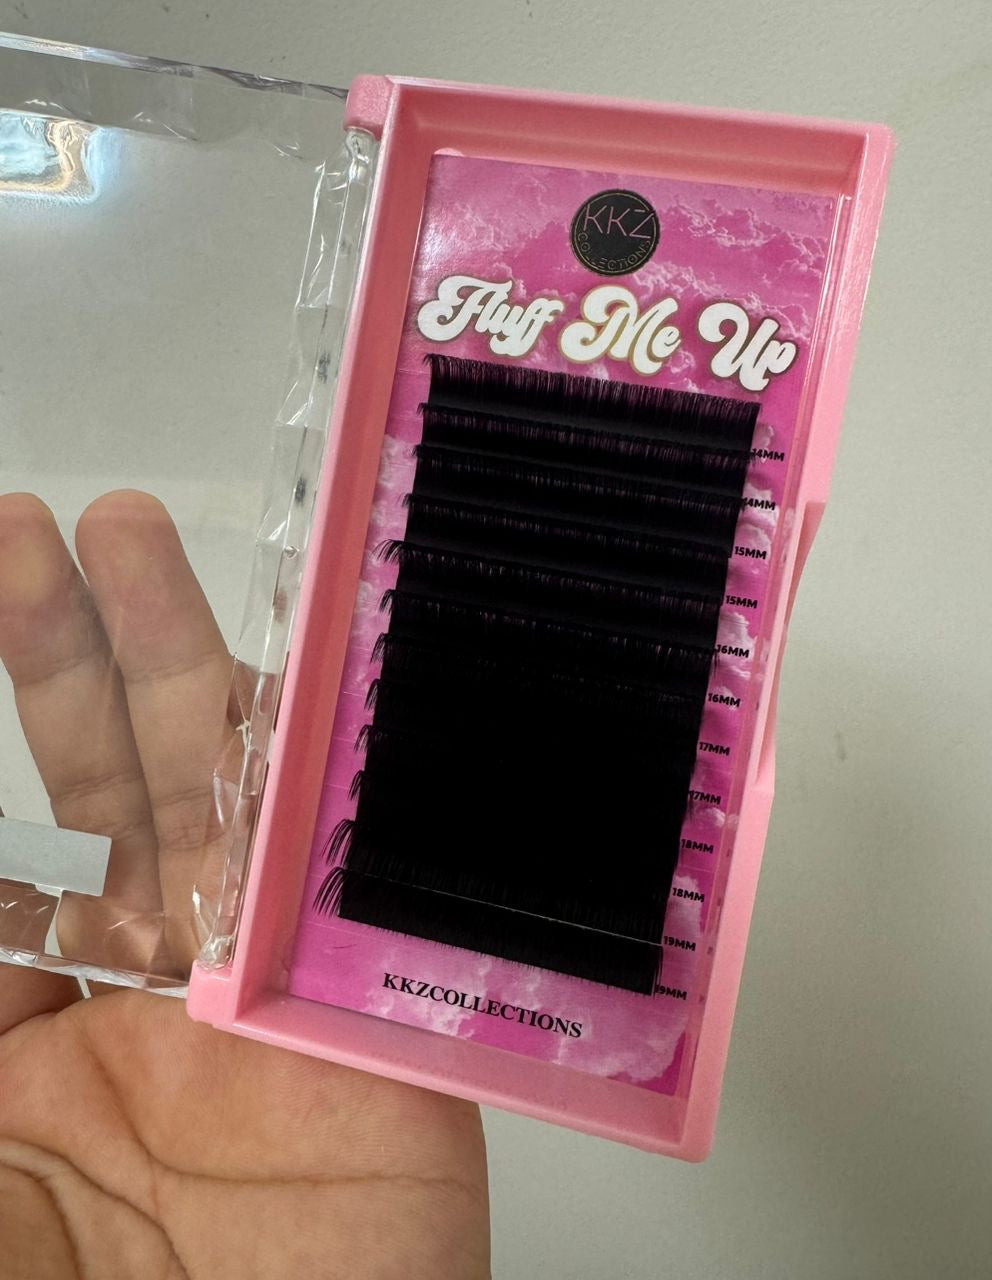 KKZ
COLLECTIONS
Fluff Me Up
14MM
14MM
15MM
15MM
16MM
16MM
17MM
17MM
18MM
18MM
19MM
19MM
KKZCOLLECTIONS